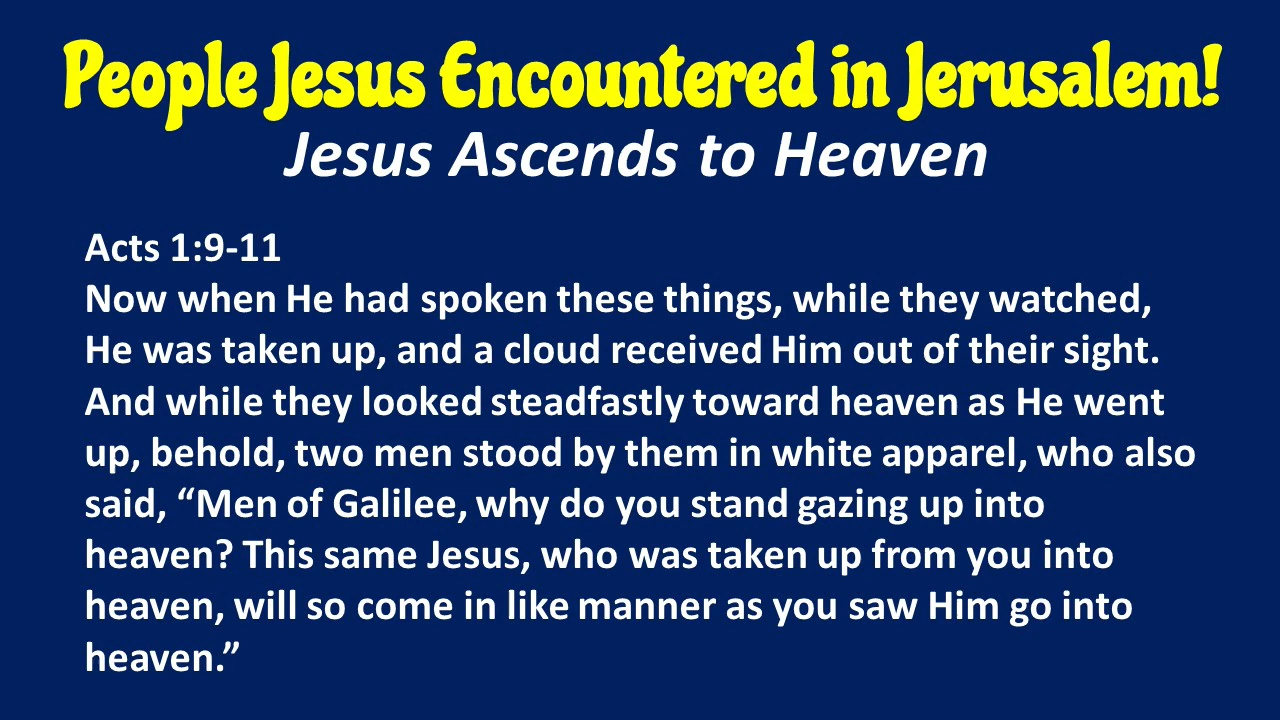 People Jesus Encountered in Jerusalem!
Jesus Ascends to Heaven
Acts 1:9-11
Now when He had spoken these things, while they watched,
He was taken up, and a cloud received Him out of their sight.
And while they looked steadfastly toward heaven as He went
up, behold, two men stood by them in white apparel, who also
said, “Men of Galilee, why do you stand gazing up into
heaven? This same Jesus, who was taken up from you into
heaven, will so come in like manner as you saw Him go into
heaven.”